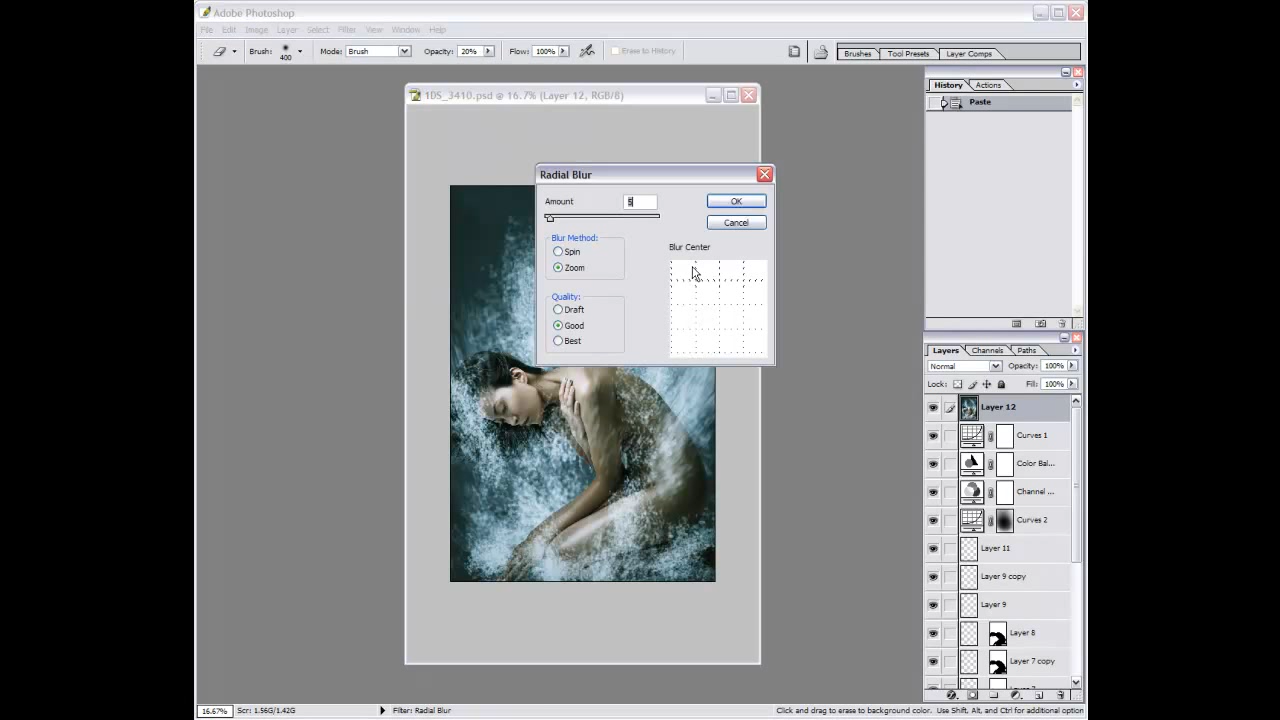 Adobe Photoshop
File Edit Image Layer Select Filter View Window Help
Brush: 400 Mode: Brush Opacity: 20% Flow: 100% Erase to History Brushes Tool Presets Layer Comps
1DS_3410.psd @ 16.7% (Layer 12, RGB/8)
History Actions
Paste
Radial Blur
Amount 5 OK
Cancel
Blur Method:
Spin
Zoom
Blur Center
Quality:
Draft
Good
Best
Layers Channels Paths
Normal Opacity: 100%
Lock: Fill: 100%
Layer 12
Curves 1
Color Bal...
Channel ...
Curves 2
Layer 11
Layer 9 copy
Layer 9
Layer 8
Layer 7 copy
16.67% Scr: 1.56G/1.42G Filter: Radial Blur Click and drag to erase to background color. Use Shift, Alt, and Ctrl for additional option